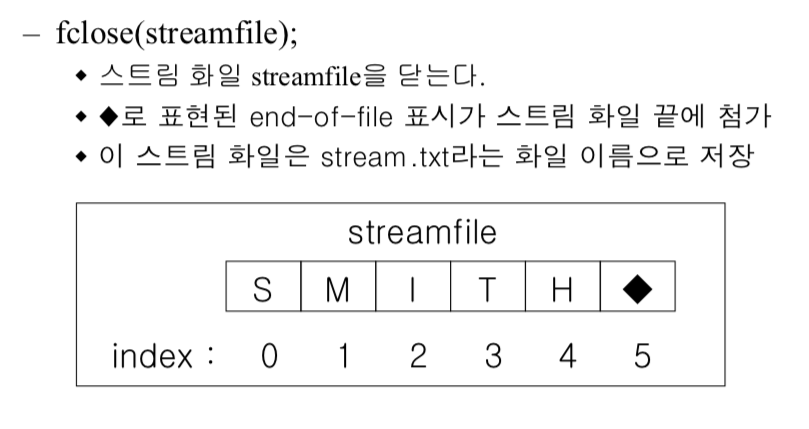 – fclose(streamfile);
◆ 스트림 화일 streamfile을 닫는다.
◆ ◆로 표현된 end-of-file 표시가 스트림 화일 끝에 첨가
◆ 이 스트림 화일은 stream.txt라는 화일 이름으로 저장
streamfile
S M I T H ◆
index : 0 1 2 3 4 5